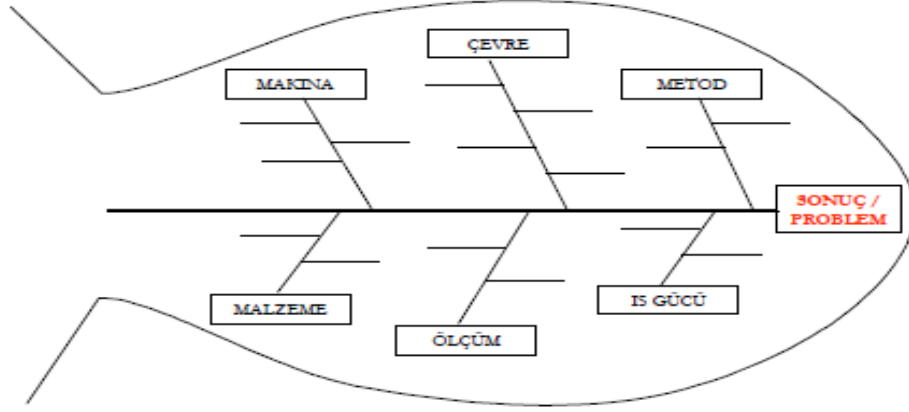 ÇEVRE
MAKINA
METOD
SONUÇ /
PROBLEM
MALZEME
ÖLÇÜM
IS GÜCÜ